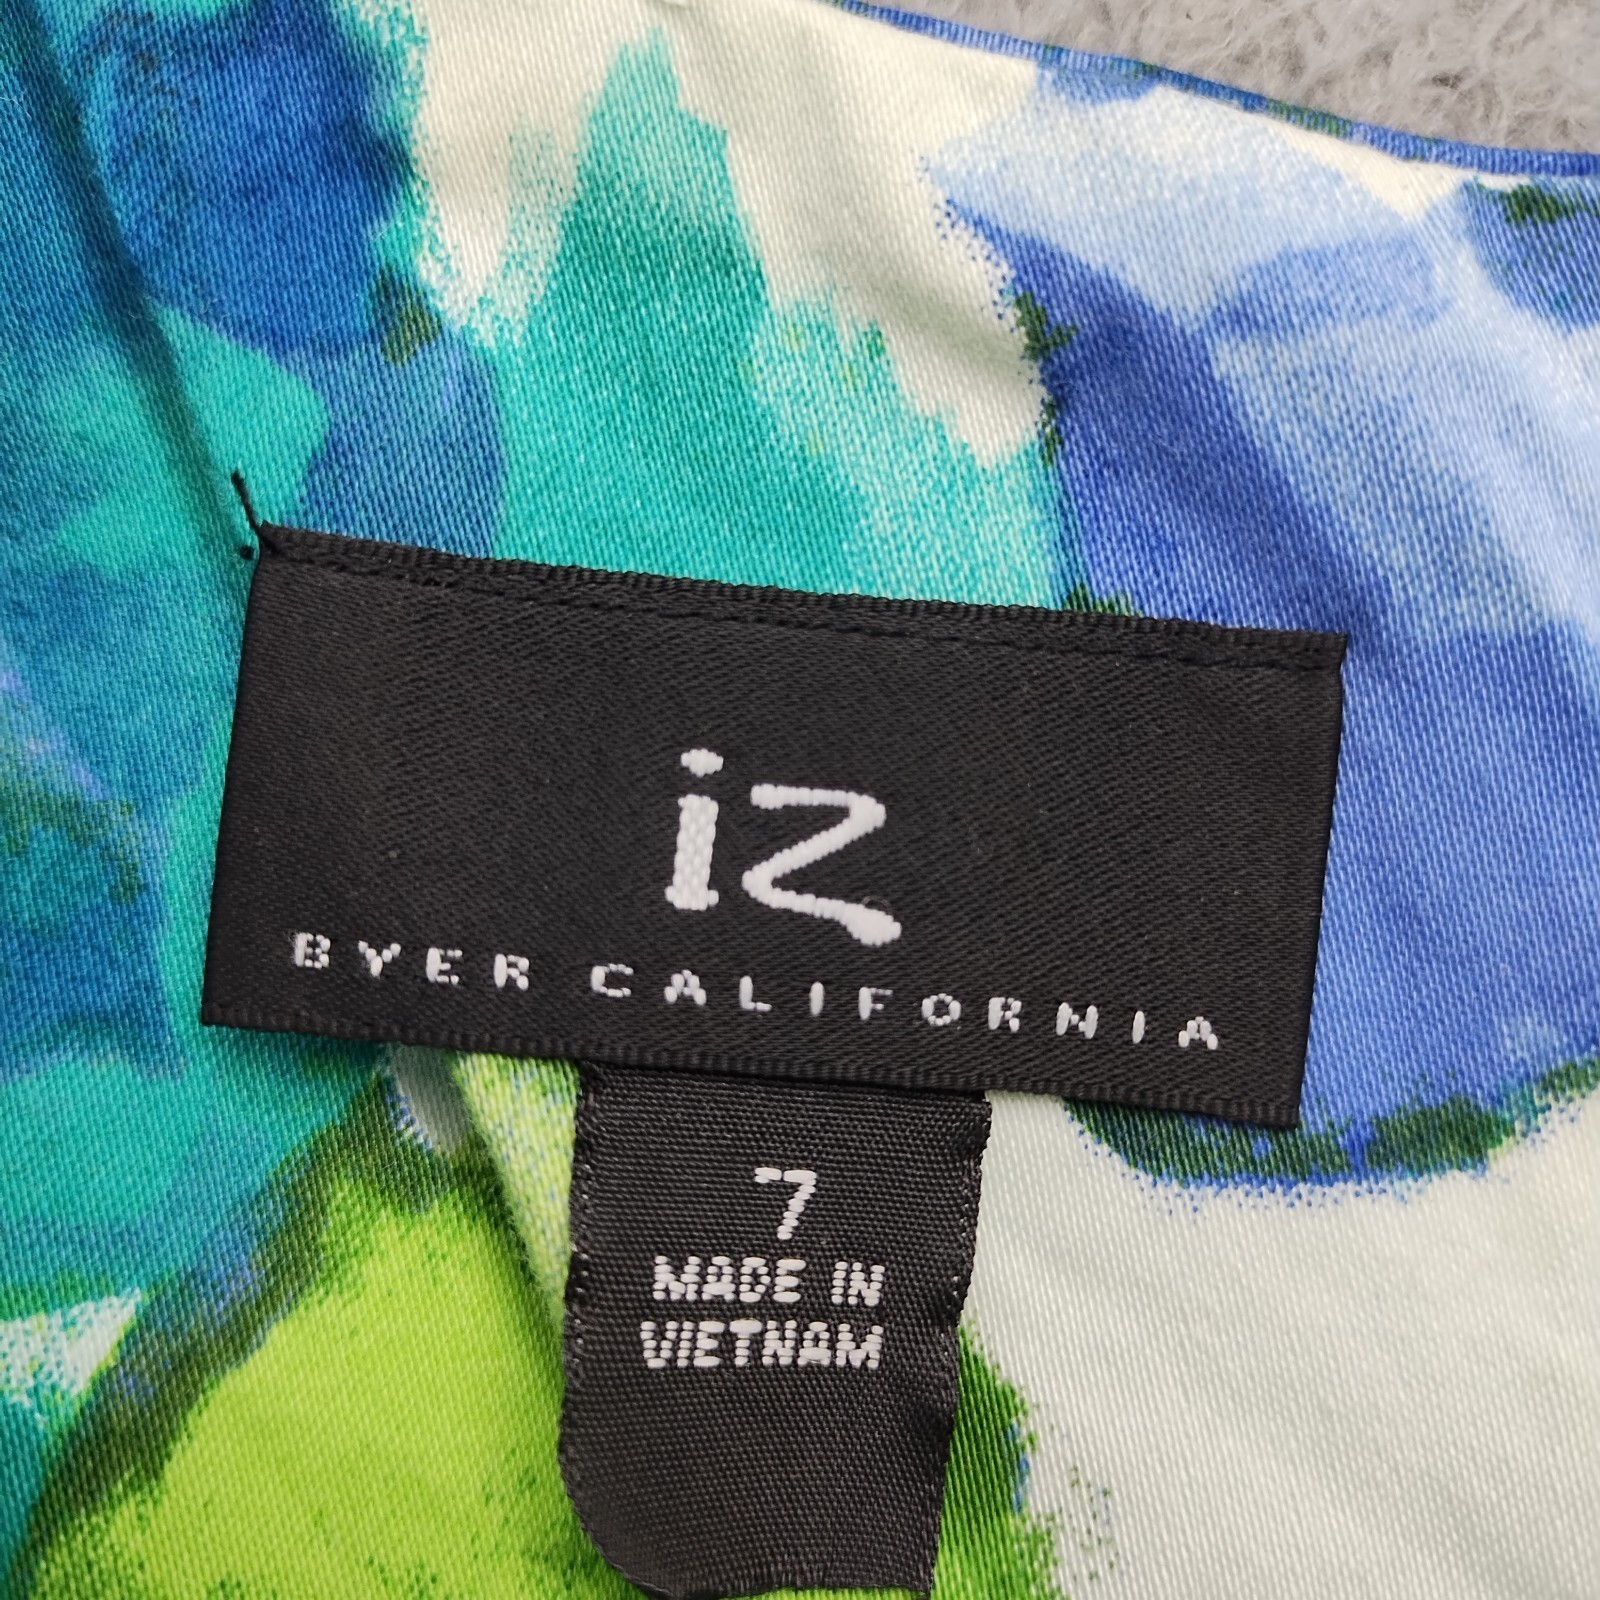 iz
BYER CALIFORNIA
7
MADE IN
VIETNAM